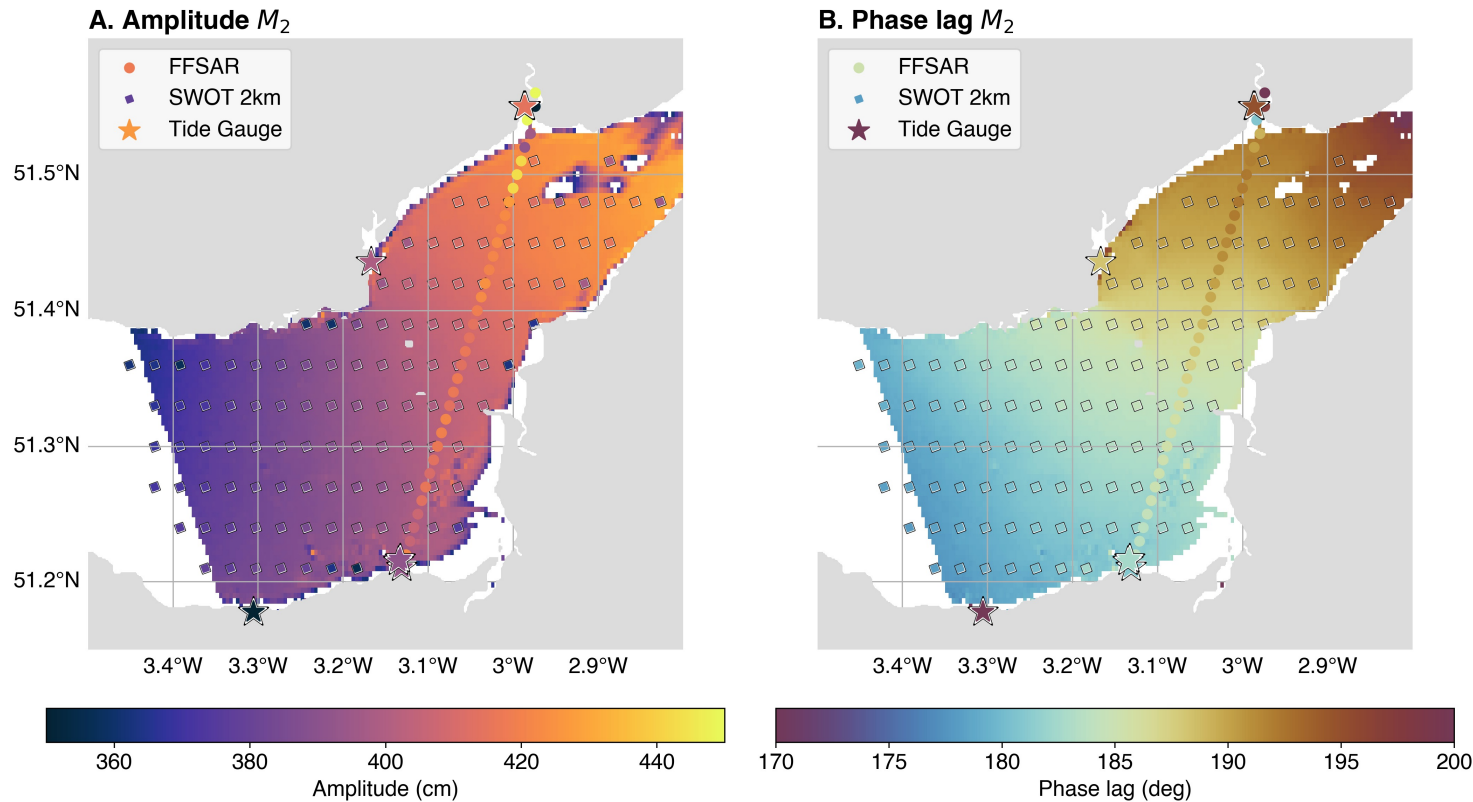 A. Amplitude M₂
B. Phase lag M₂
FFSAR
SWOT 2km
Tide Gauge
FFSAR
SWOT 2km
Tide Gauge
51.5°N
51.4°N
51.3°N
51.2°N
3.4°W 3.3°W 3.2°W 3.1°W 3°W 2.9°W
3.4°W 3.3°W 3.2°W 3.1°W 3°W 2.9°W
360 380 400 420 440
Amplitude (cm)
170 175 180 185 190 195 200
Phase lag (deg)